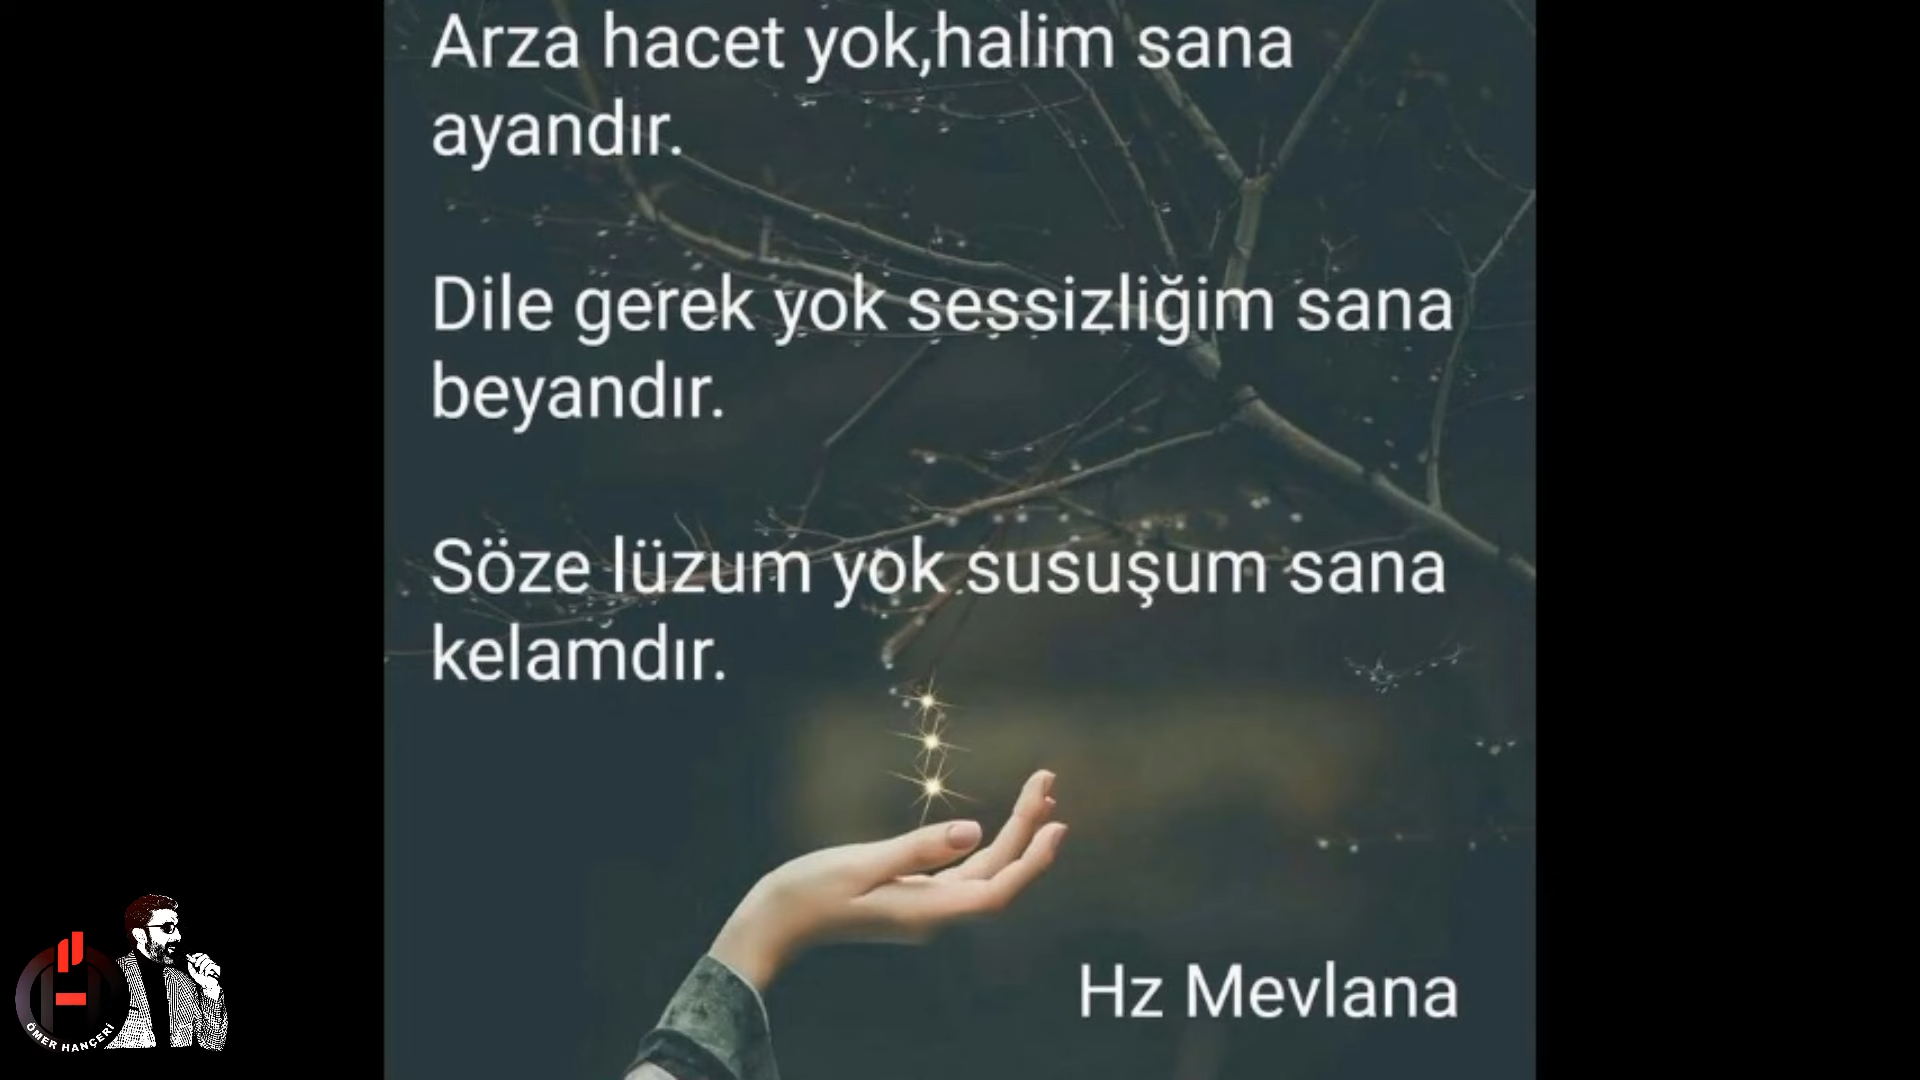 Arza hacet yok,halim sana
ayandır.
Dile gerek yok sessizliğim sana
beyandır.
Söze lüzum yok susuşum sana
kelamdır.
Hz Mevlana
ÖMER HANÇERİ